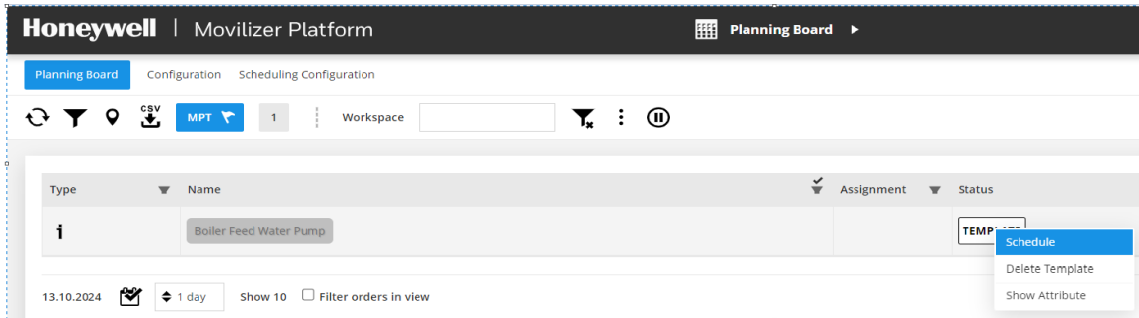 Honeywell | Movilizer Platform
Planning Board
Planning Board Configuration Scheduling Configuration
CSV
MPT 1 Workspace
Type Name Assignment Status
i Boiler Feed Water Pump
Schedule
Delete Template
Show Attribute
13.10.2024 1 day Show 10 Filter orders in view